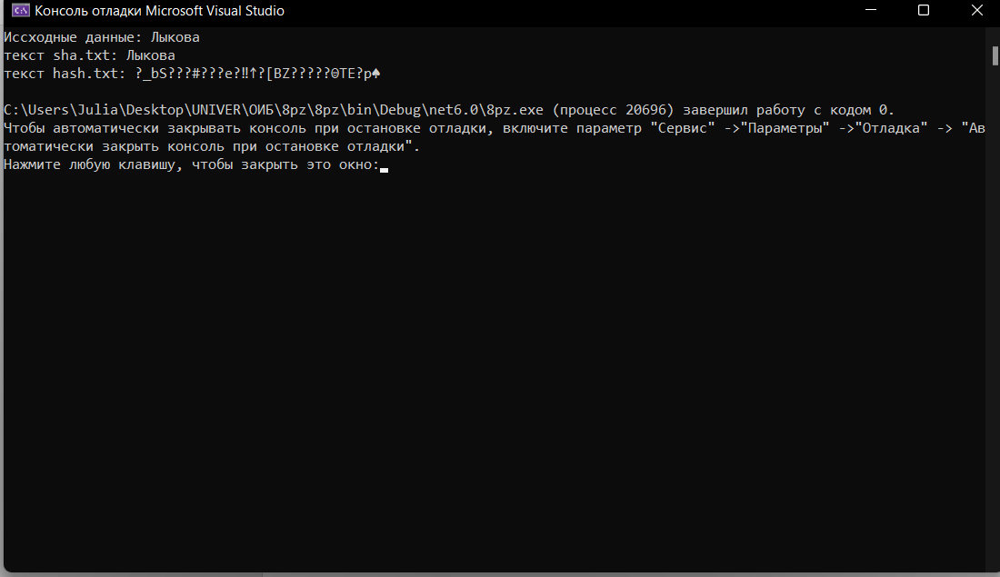 Консоль отладки Microsoft Visual Studio
Иссходные данные: Лыкова
текст sha.txt: Лыкова
текст hash.txt: ?_bS???#???e?‼↑?[BZ?????@TE?p♠
C:\Users\Julia\Desktop\UNIVER\ОИБ\8pz\8pz\bin\Debug\net6.0\8pz.exe (процесс 20696) завершил работу с кодом 0.
Чтобы автоматически закрывать консоль при остановке отладки, включите параметр "Сервис" ->"Параметры" ->"Отладка" -> "Ав
томатически закрыть консоль при остановке отладки".
Нажмите любую клавишу, чтобы закрыть это окно: